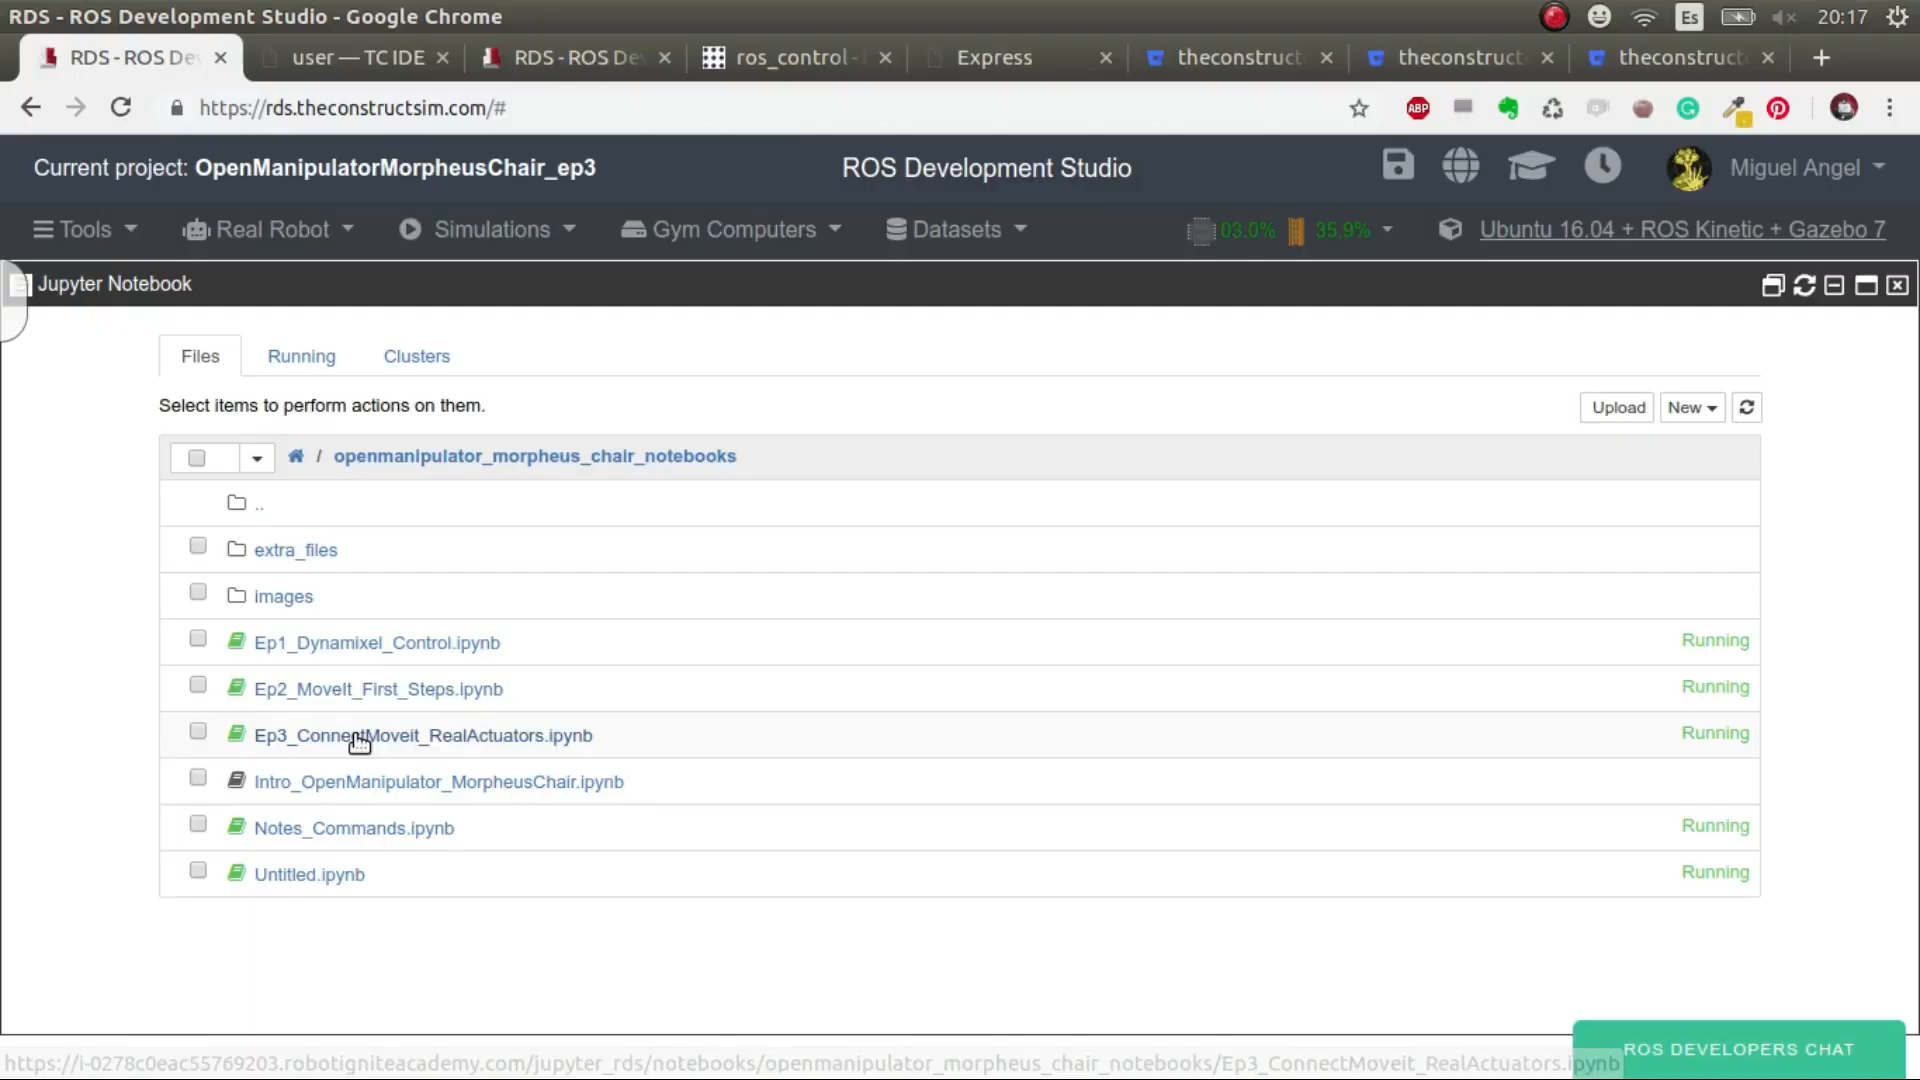 RDS - ROS Development Studio - Google Chrome
Es
20:17
RDS - ROS De
user — TC IDE
RDS - ROS De
ros_control -
Express
theconstruct
theconstruct
theconstruct
https://rds.theconstructsim.com/#
ABP
Current project: OpenManipulatorMorpheusChair_ep3
ROS Development Studio
Miguel Angel
Tools
Real Robot
Simulations
Gym Computers
Datasets
03.0%
35.9%
Ubuntu 16.04 + ROS Kinetic + Gazebo 7
Jupyter Notebook
Files
Running
Clusters
Select items to perform actions on them.
Upload
New
/ openmanipulator_morpheus_chair_notebooks
..
extra_files
images
Ep1_Dynamixel_Control.ipynb
Running
Ep2_MoveIt_First_Steps.ipynb
Running
Ep3_ConnectMoveit_RealActuators.ipynb
Running
Intro_OpenManipulator_MorpheusChair.ipynb
Notes_Commands.ipynb
Running
Untitled.ipynb
Running
ROS DEVELOPERS CHAT
https://i-0278c0eac55769203.robotigniteacademy.com/jupyter_rds/notebooks/openmanipulator_morpheus_chair_notebooks/Ep3_ConnectMoveit_RealActuators.ipynb